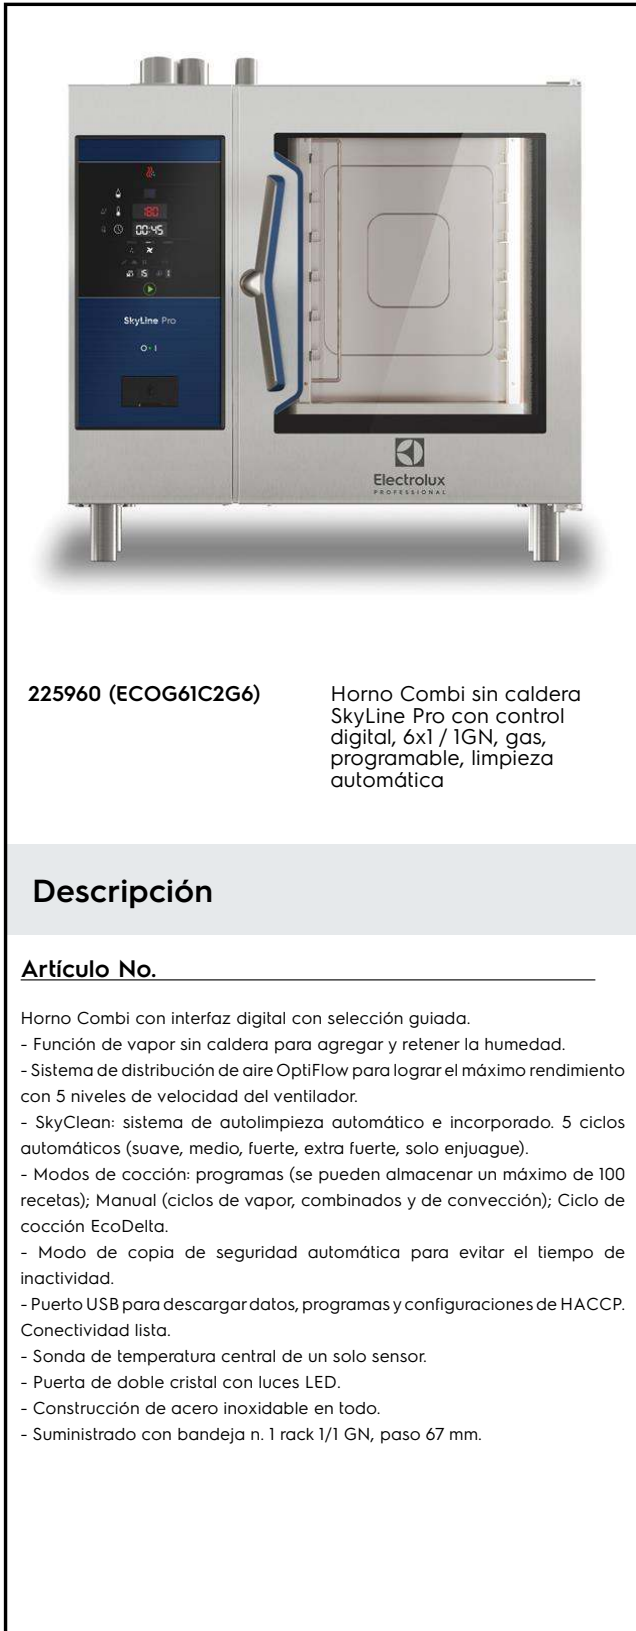 180
00:45
15
SkyLine Pro
Electrolux
PROFESSIONAL
225960 (ECOG61C2G6)
Horno Combi sin caldera
SkyLine Pro con control
digital, 6x1 / 1GN, gas,
programable, limpieza
automática
Descripción
Artículo No.
Horno Combi con interfaz digital con selección guiada.
- Función de vapor sin caldera para agregar y retener la humedad.
- Sistema de distribución de aire OptiFlow para lograr el máximo rendimiento
con 5 niveles de velocidad del ventilador.
- SkyClean: sistema de autolimpieza automático e incorporado. 5 ciclos
automáticos (suave, medio, fuerte, extra fuerte, solo enjuague).
- Modos de cocción: programas (se pueden almacenar un máximo de 100
recetas); Manual (ciclos de vapor, combinados y de convección); Ciclo de
cocción EcoDelta.
- Modo de copia de seguridad automática para evitar el tiempo de
inactividad.
- Puerto USB para descargar datos, programas y configuraciones de HACCP.
Conectividad lista.
- Sonda de temperatura central de un solo sensor.
- Puerta de doble cristal con luces LED.
- Construcción de acero inoxidable en todo.
- Suministrado con bandeja n. 1 rack 1/1 GN, paso 67 mm.